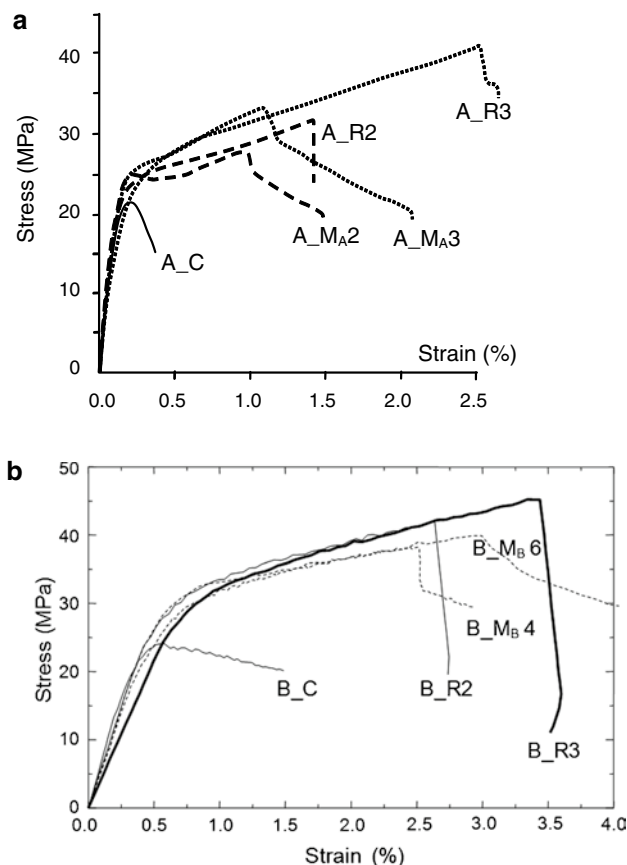 a
Stress (MPa)
40
30
20
10
0
A_R3
A_R2
A_MA2
A_MA3
A_C
Strain (%)
0.0 0.5 1.0 1.5 2.0 2.5
b
Stress (MPa)
50
40
30
20
10
0
B_MB 6
B_MB 4
B_C
B_R2
B_R3
0.0 0.5 1.0 1.5 2.0 2.5 3.0 3.5 4.0
Strain (%)